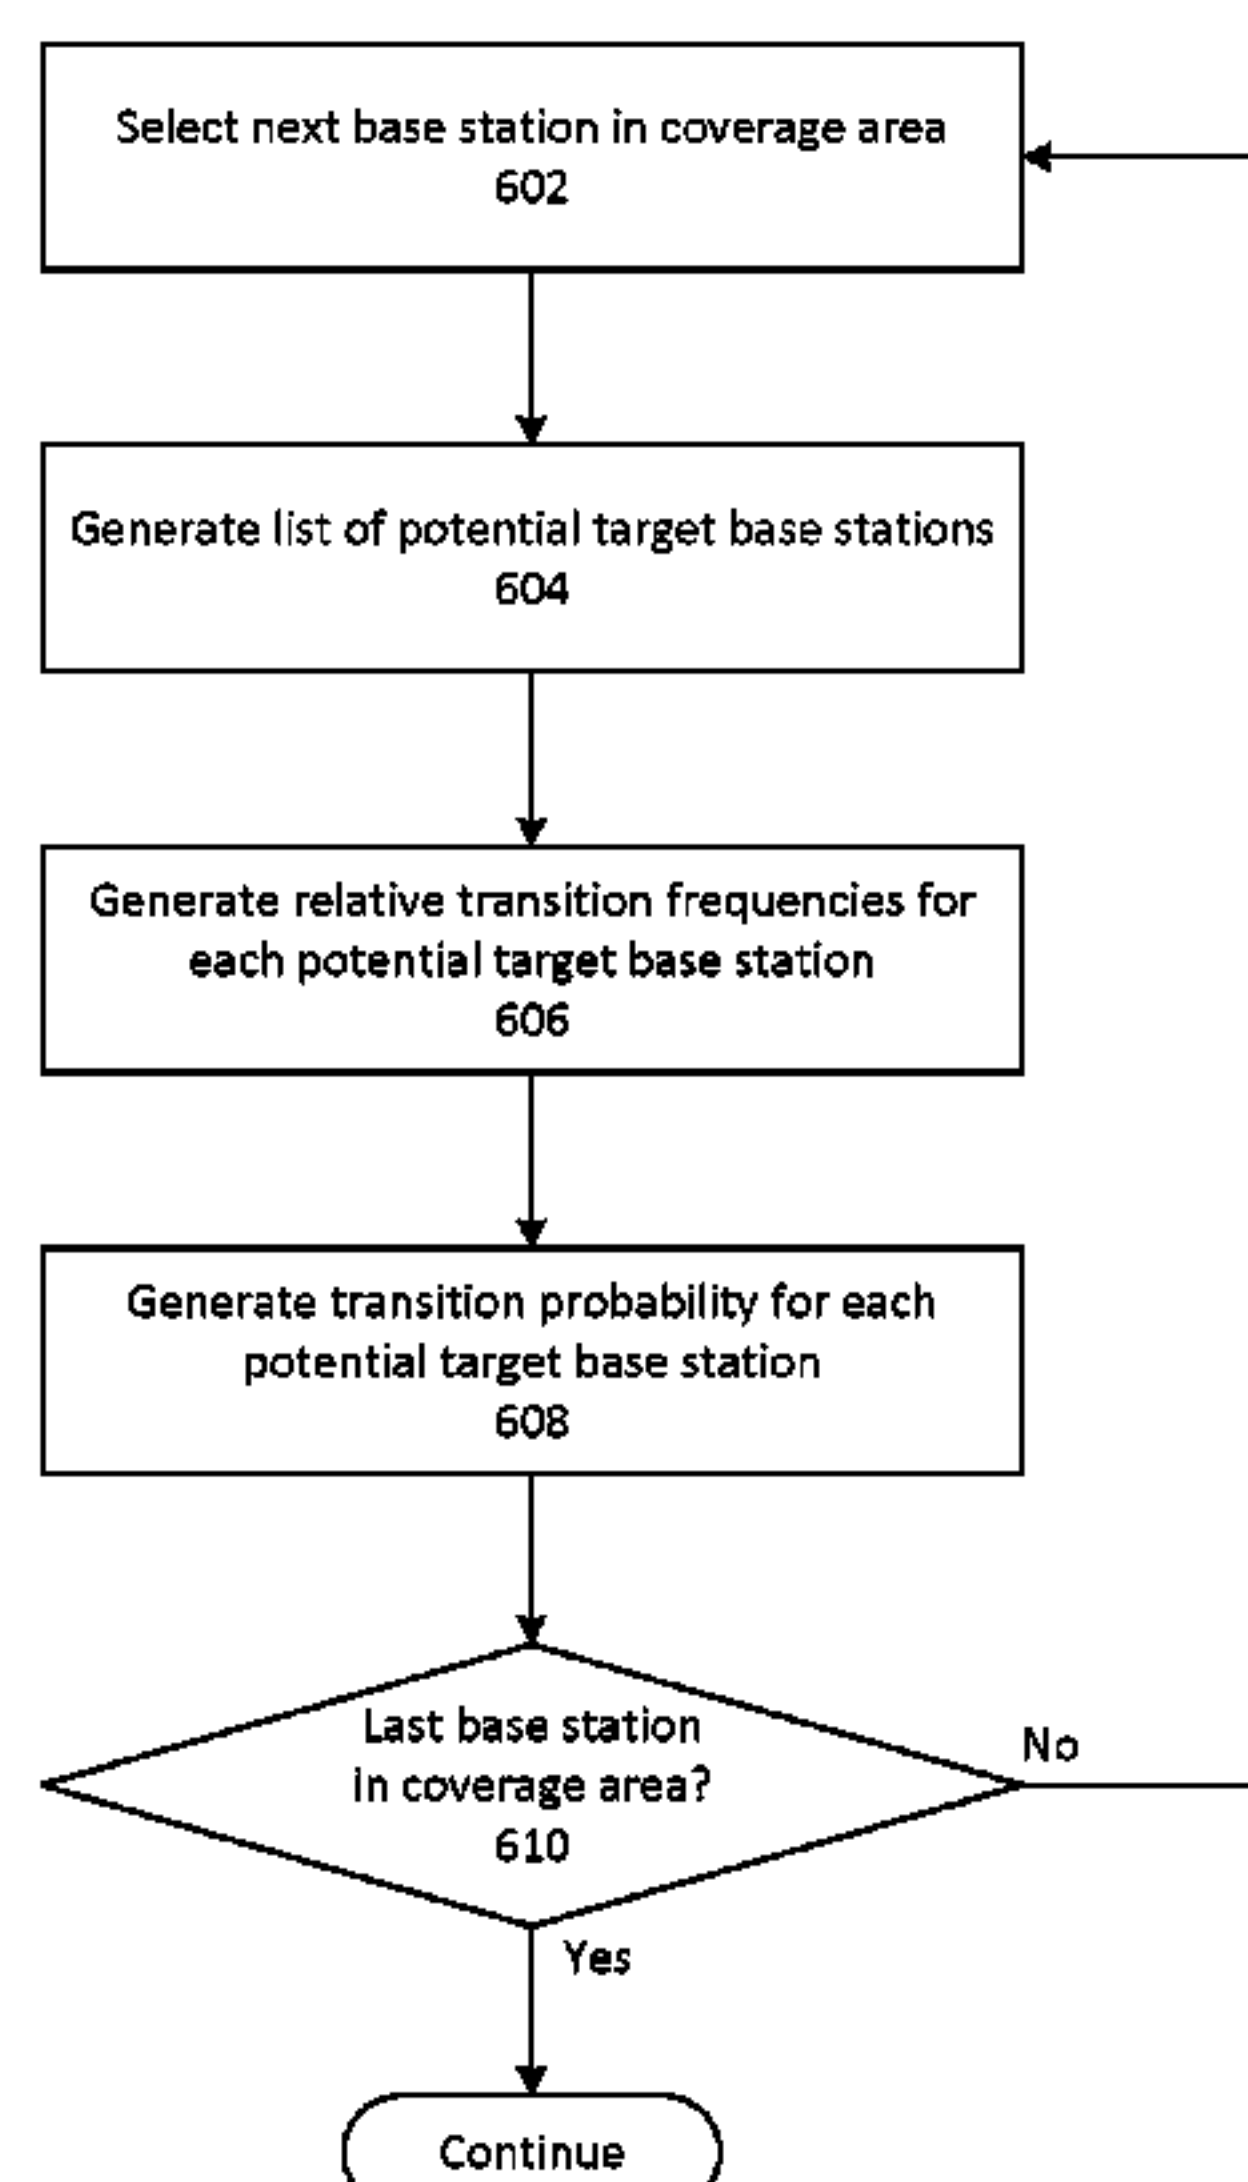 Select next base station in coverage area
602
Generate list of potential target base stations
604
Generate relative transition frequencies for
each potential target base station
606
Generate transition probability for each
potential target base station
608
Last base station
in coverage area?
610
No
Yes
Continue